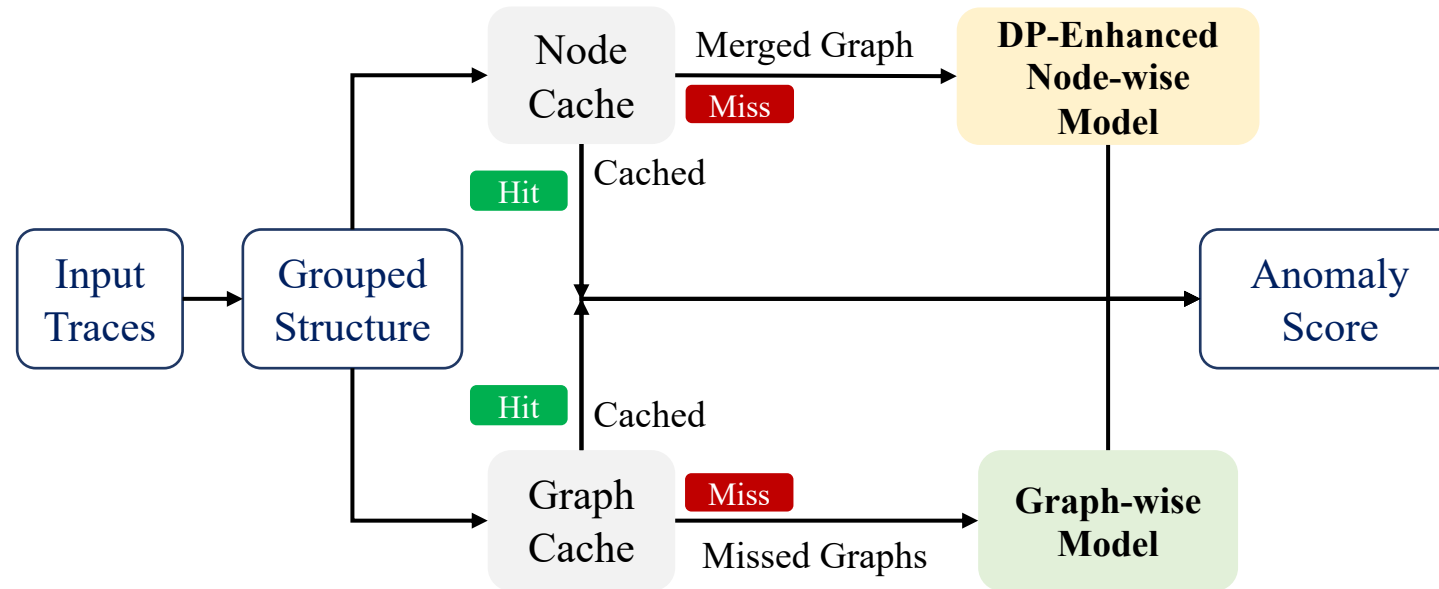 Input
Traces
Grouped
Structure
Node
Cache
Merged Graph
Miss
DP-Enhanced
Node-wise
Model
Hit
Cached
Anomaly
Score
Hit
Cached
Graph
Cache
Miss
Missed Graphs
Graph-wise
Model